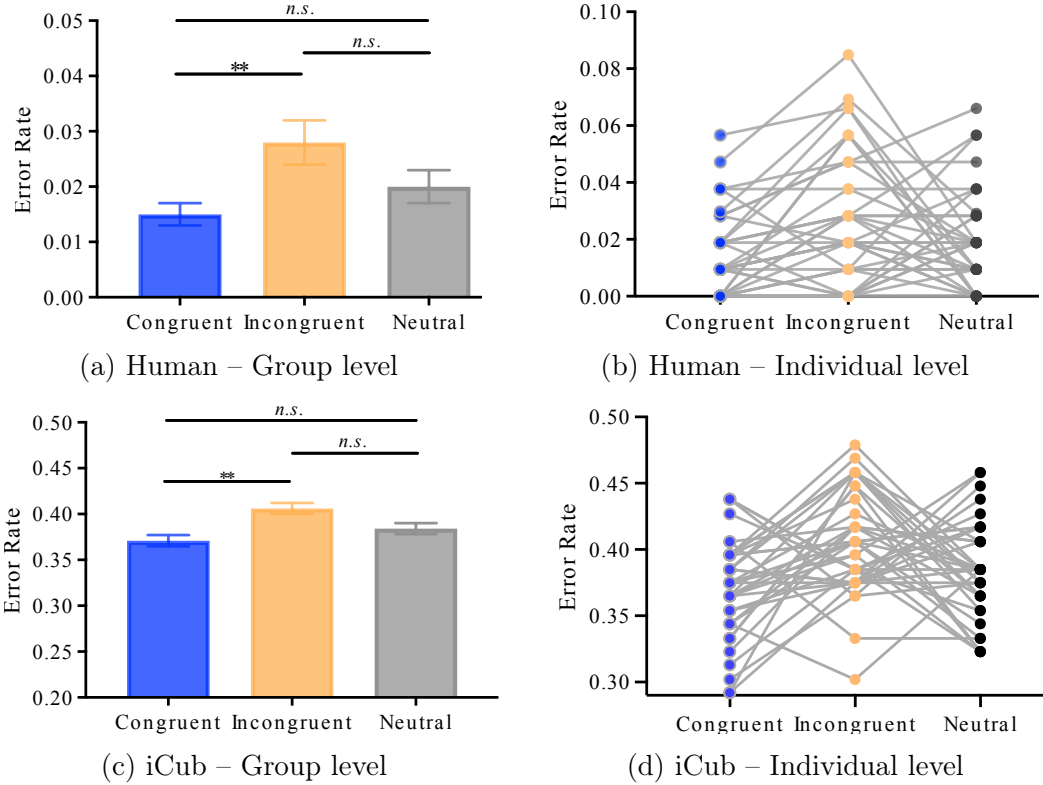 n.s.
n.s.
**
0.05
0.04
0.03
0.02
0.01
0.00
Error Rate
Congruent Incongruent Neutral
(a) Human – Group level
0.10
0.08
0.06
0.04
0.02
0.00
Error Rate
Congruent Incongruent Neutral
(b) Human – Individual level
n.s.
n.s.
**
0.50
0.45
0.40
0.35
0.30
0.25
0.20
Error Rate
Congruent Incongruent Neutral
(c) iCub – Group level
0.50
0.45
0.40
0.35
0.30
Error Rate
Congruent Incongruent Neutral
(d) iCub – Individual level